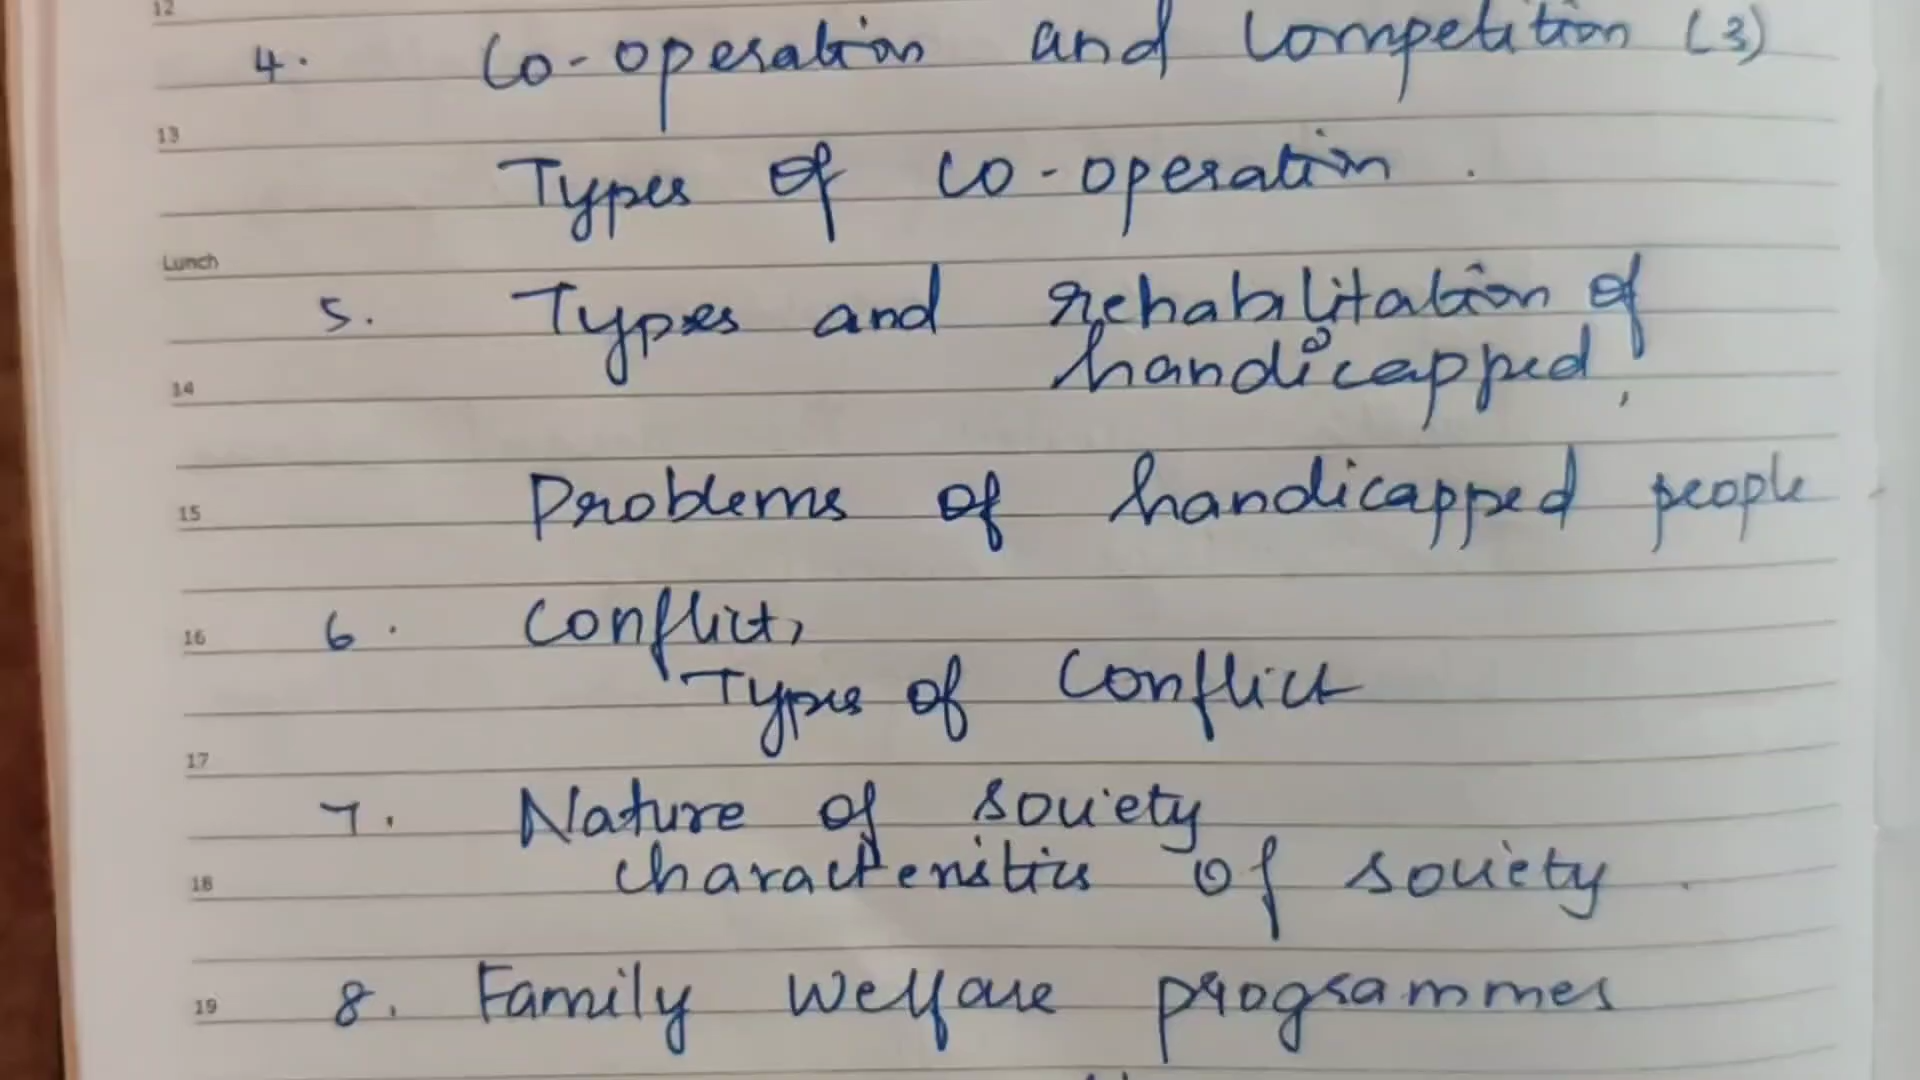 12
4. Co-operation and Competition (3)
13
Types of co-operation.
Lunch
5. Types and rehabilitation of
handicapped,
14
Problems of handicapped people
15
6. Conflict,
16
Types of Conflict
17
7. Nature of society
characteristics of society.
18
8. Family Welfare programmes
19